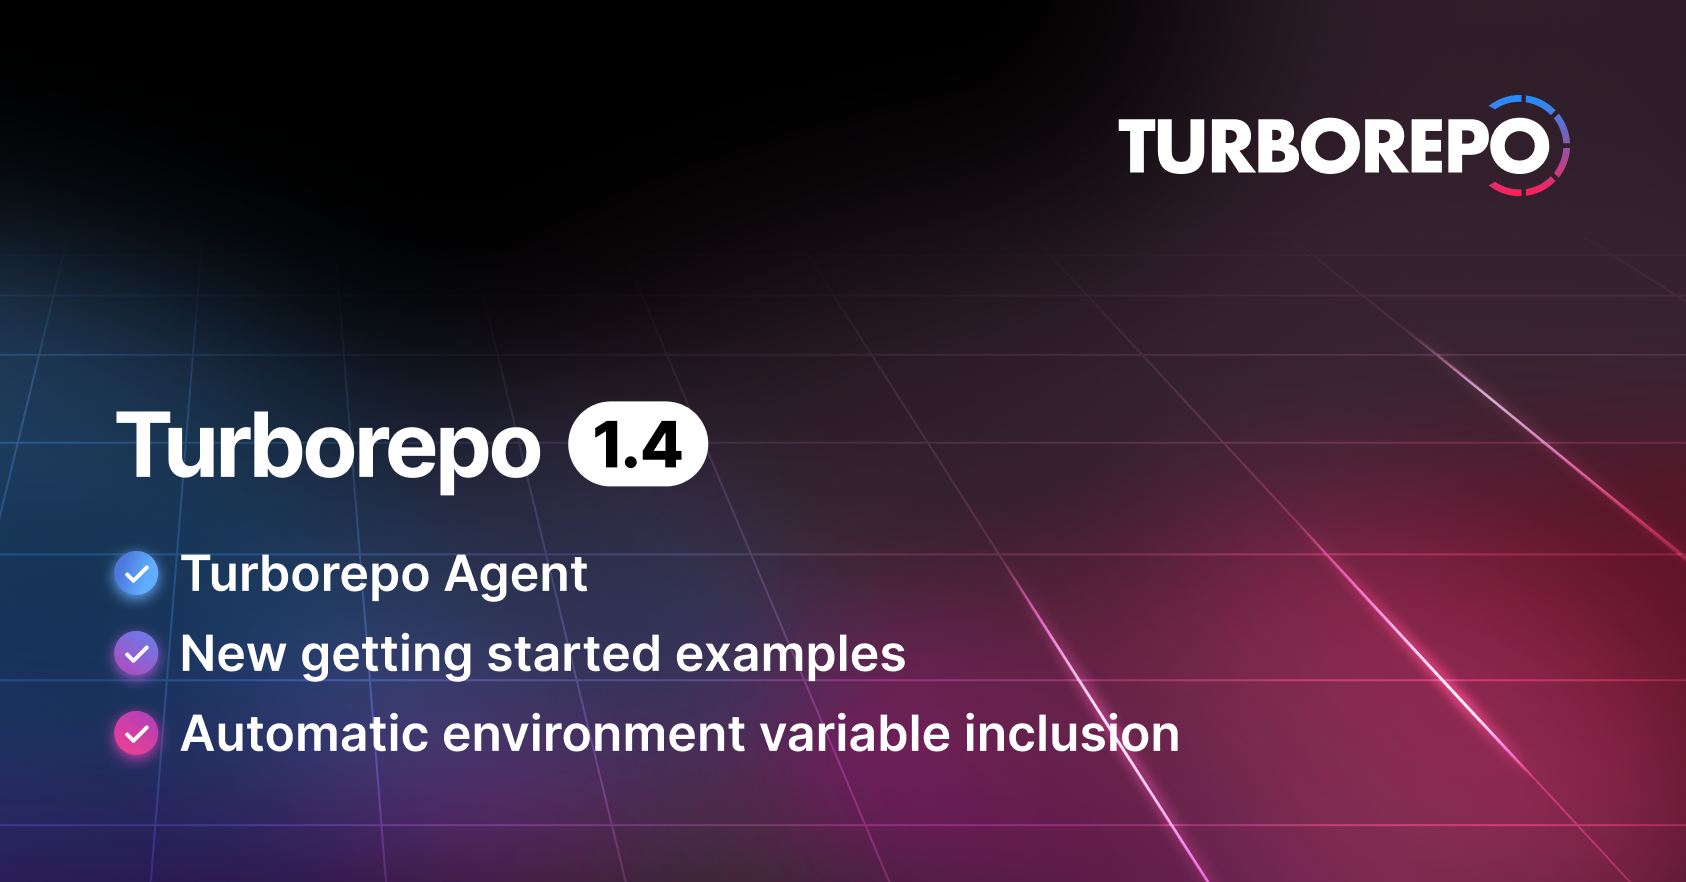 TURBOREPO
Turborepo 1.4
Turborepo Agent
New getting started examples
Automatic environment variable inclusion